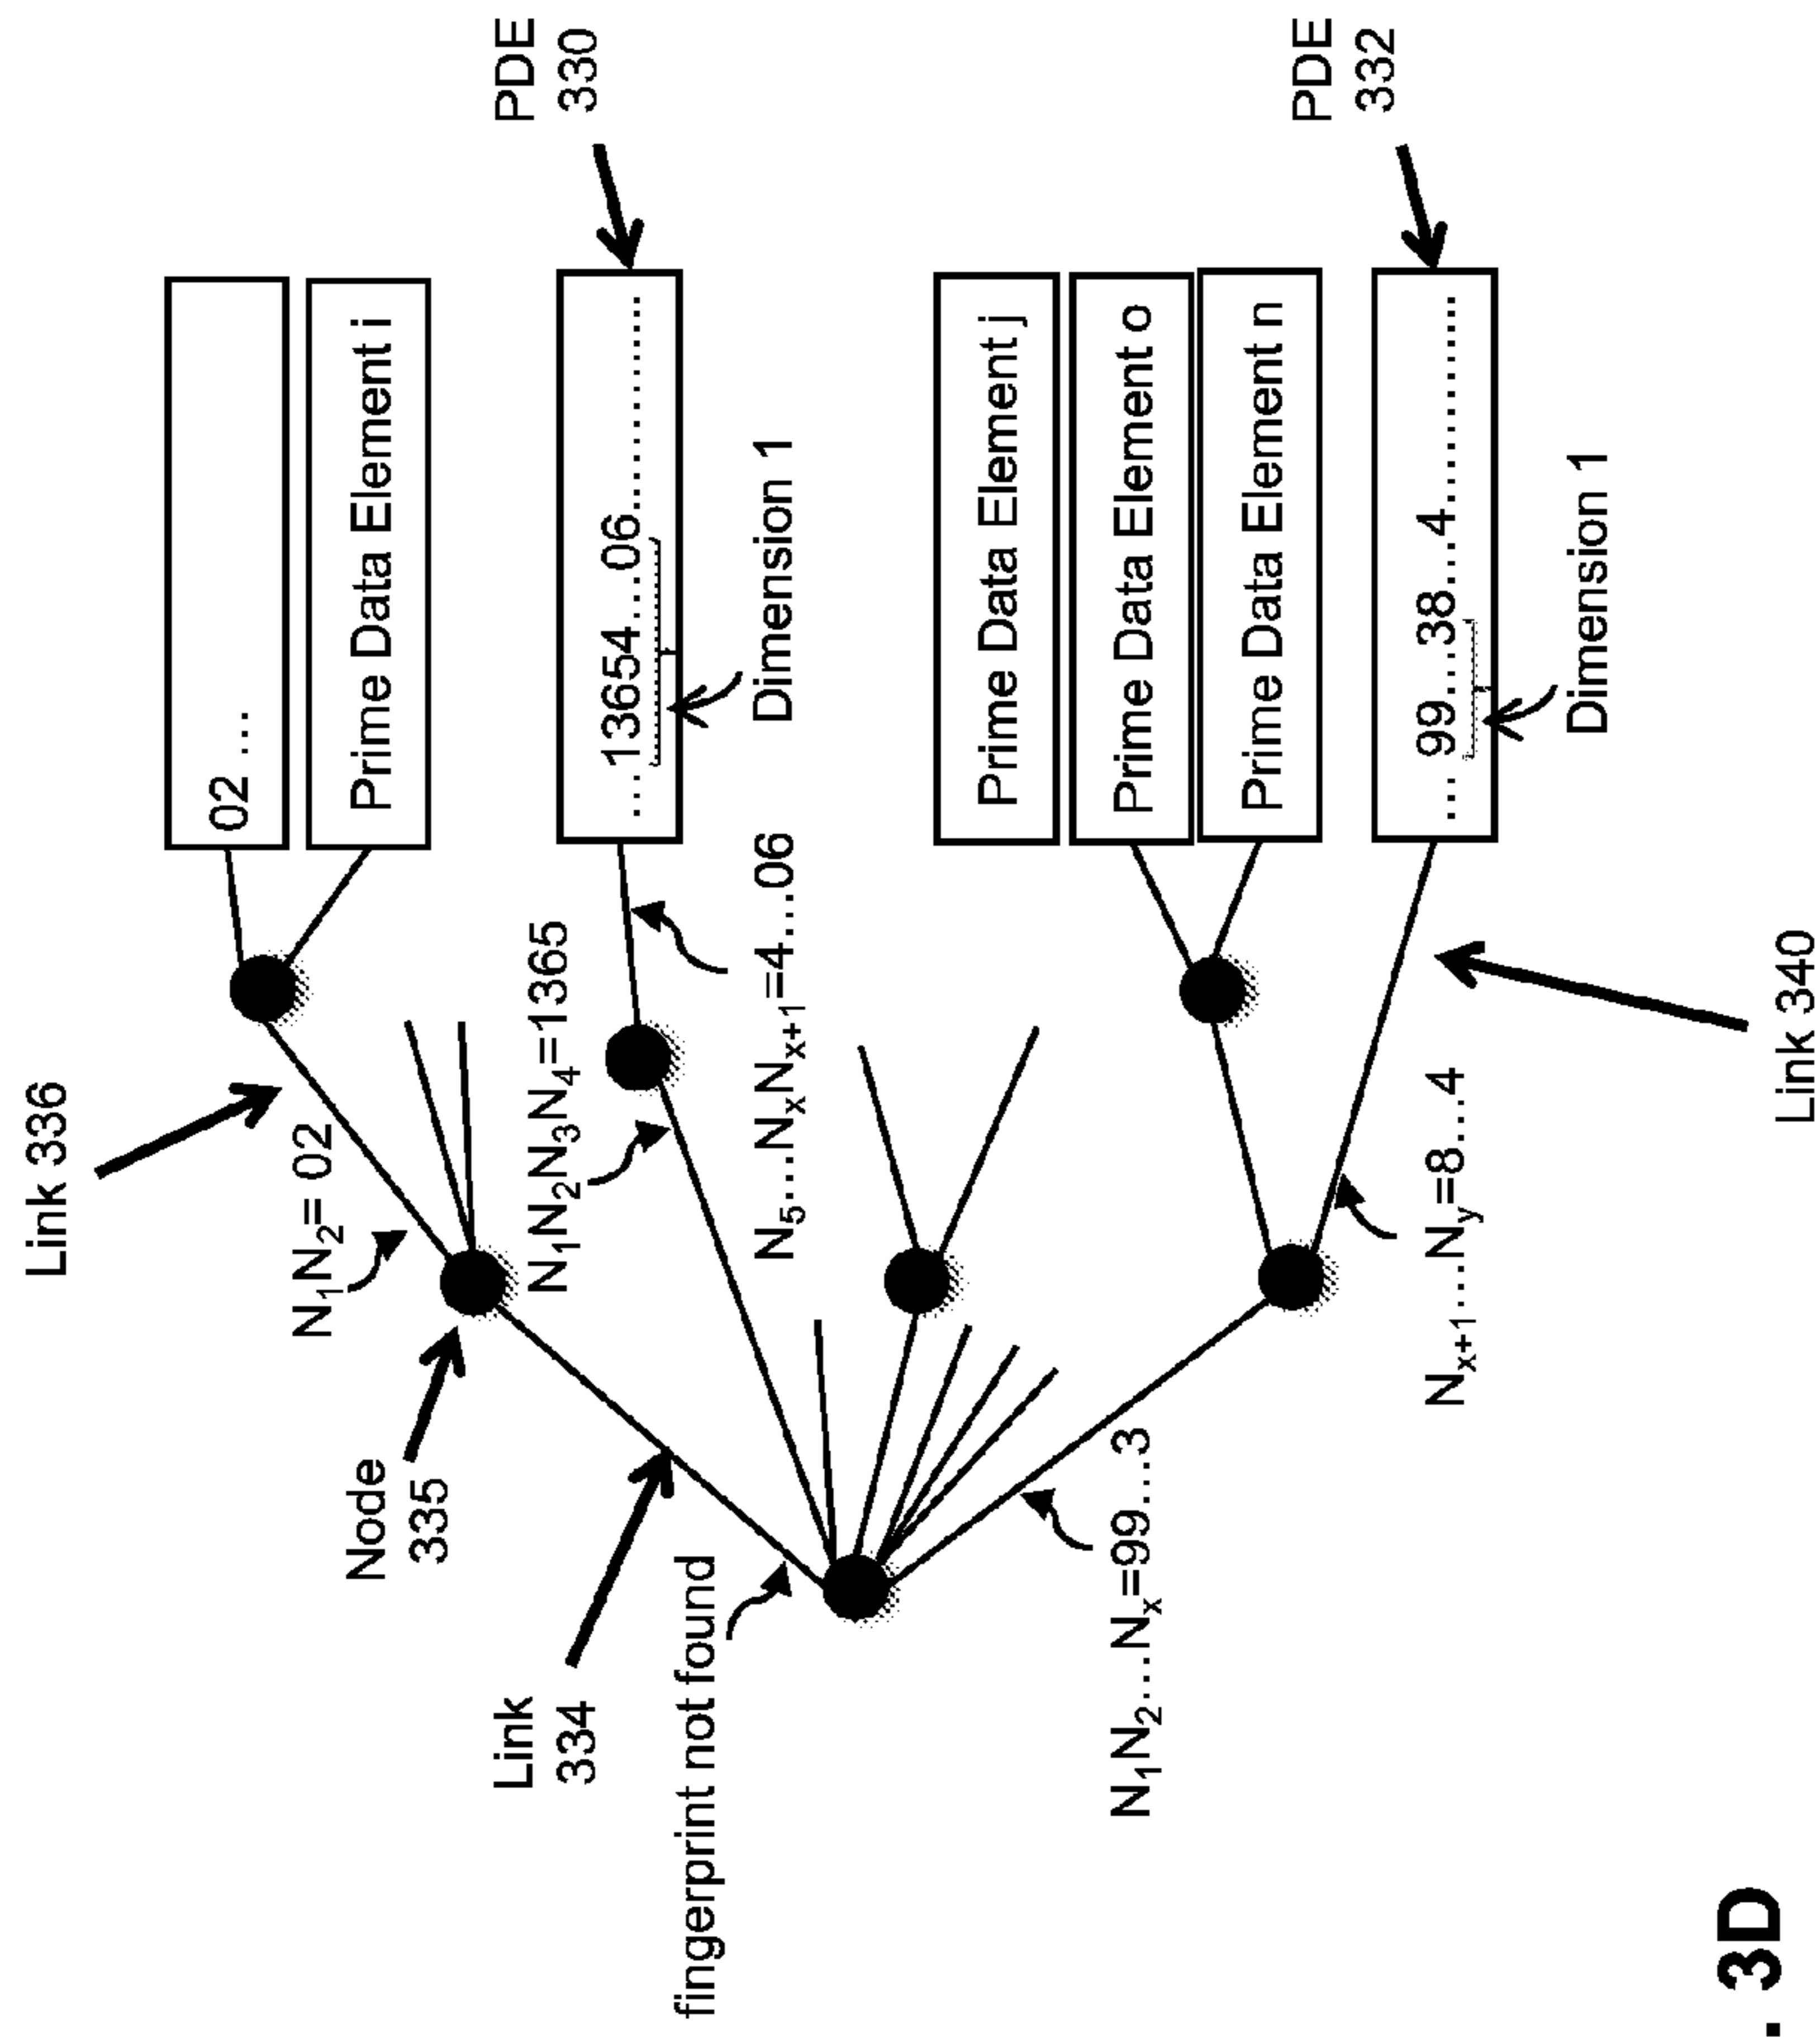 Link 336
02 ...
N₁N₂= 02
Node
335
Prime Data Element i
PDE
330
Link
334
N₁N₂N₃N₄=1365
....13654...06..............
fingerprint not found
N₅...NₓNₓ₊₁=4....06
Dimension 1
Prime Data Element j
N₁N₂....Nₓ=99...3
Prime Data Element o
Prime Data Element n
PDE
332
.... 99...38...4..............
Nₓ₊₁....Nᵧ=8...4
Dimension 1
. 3D
Link 340